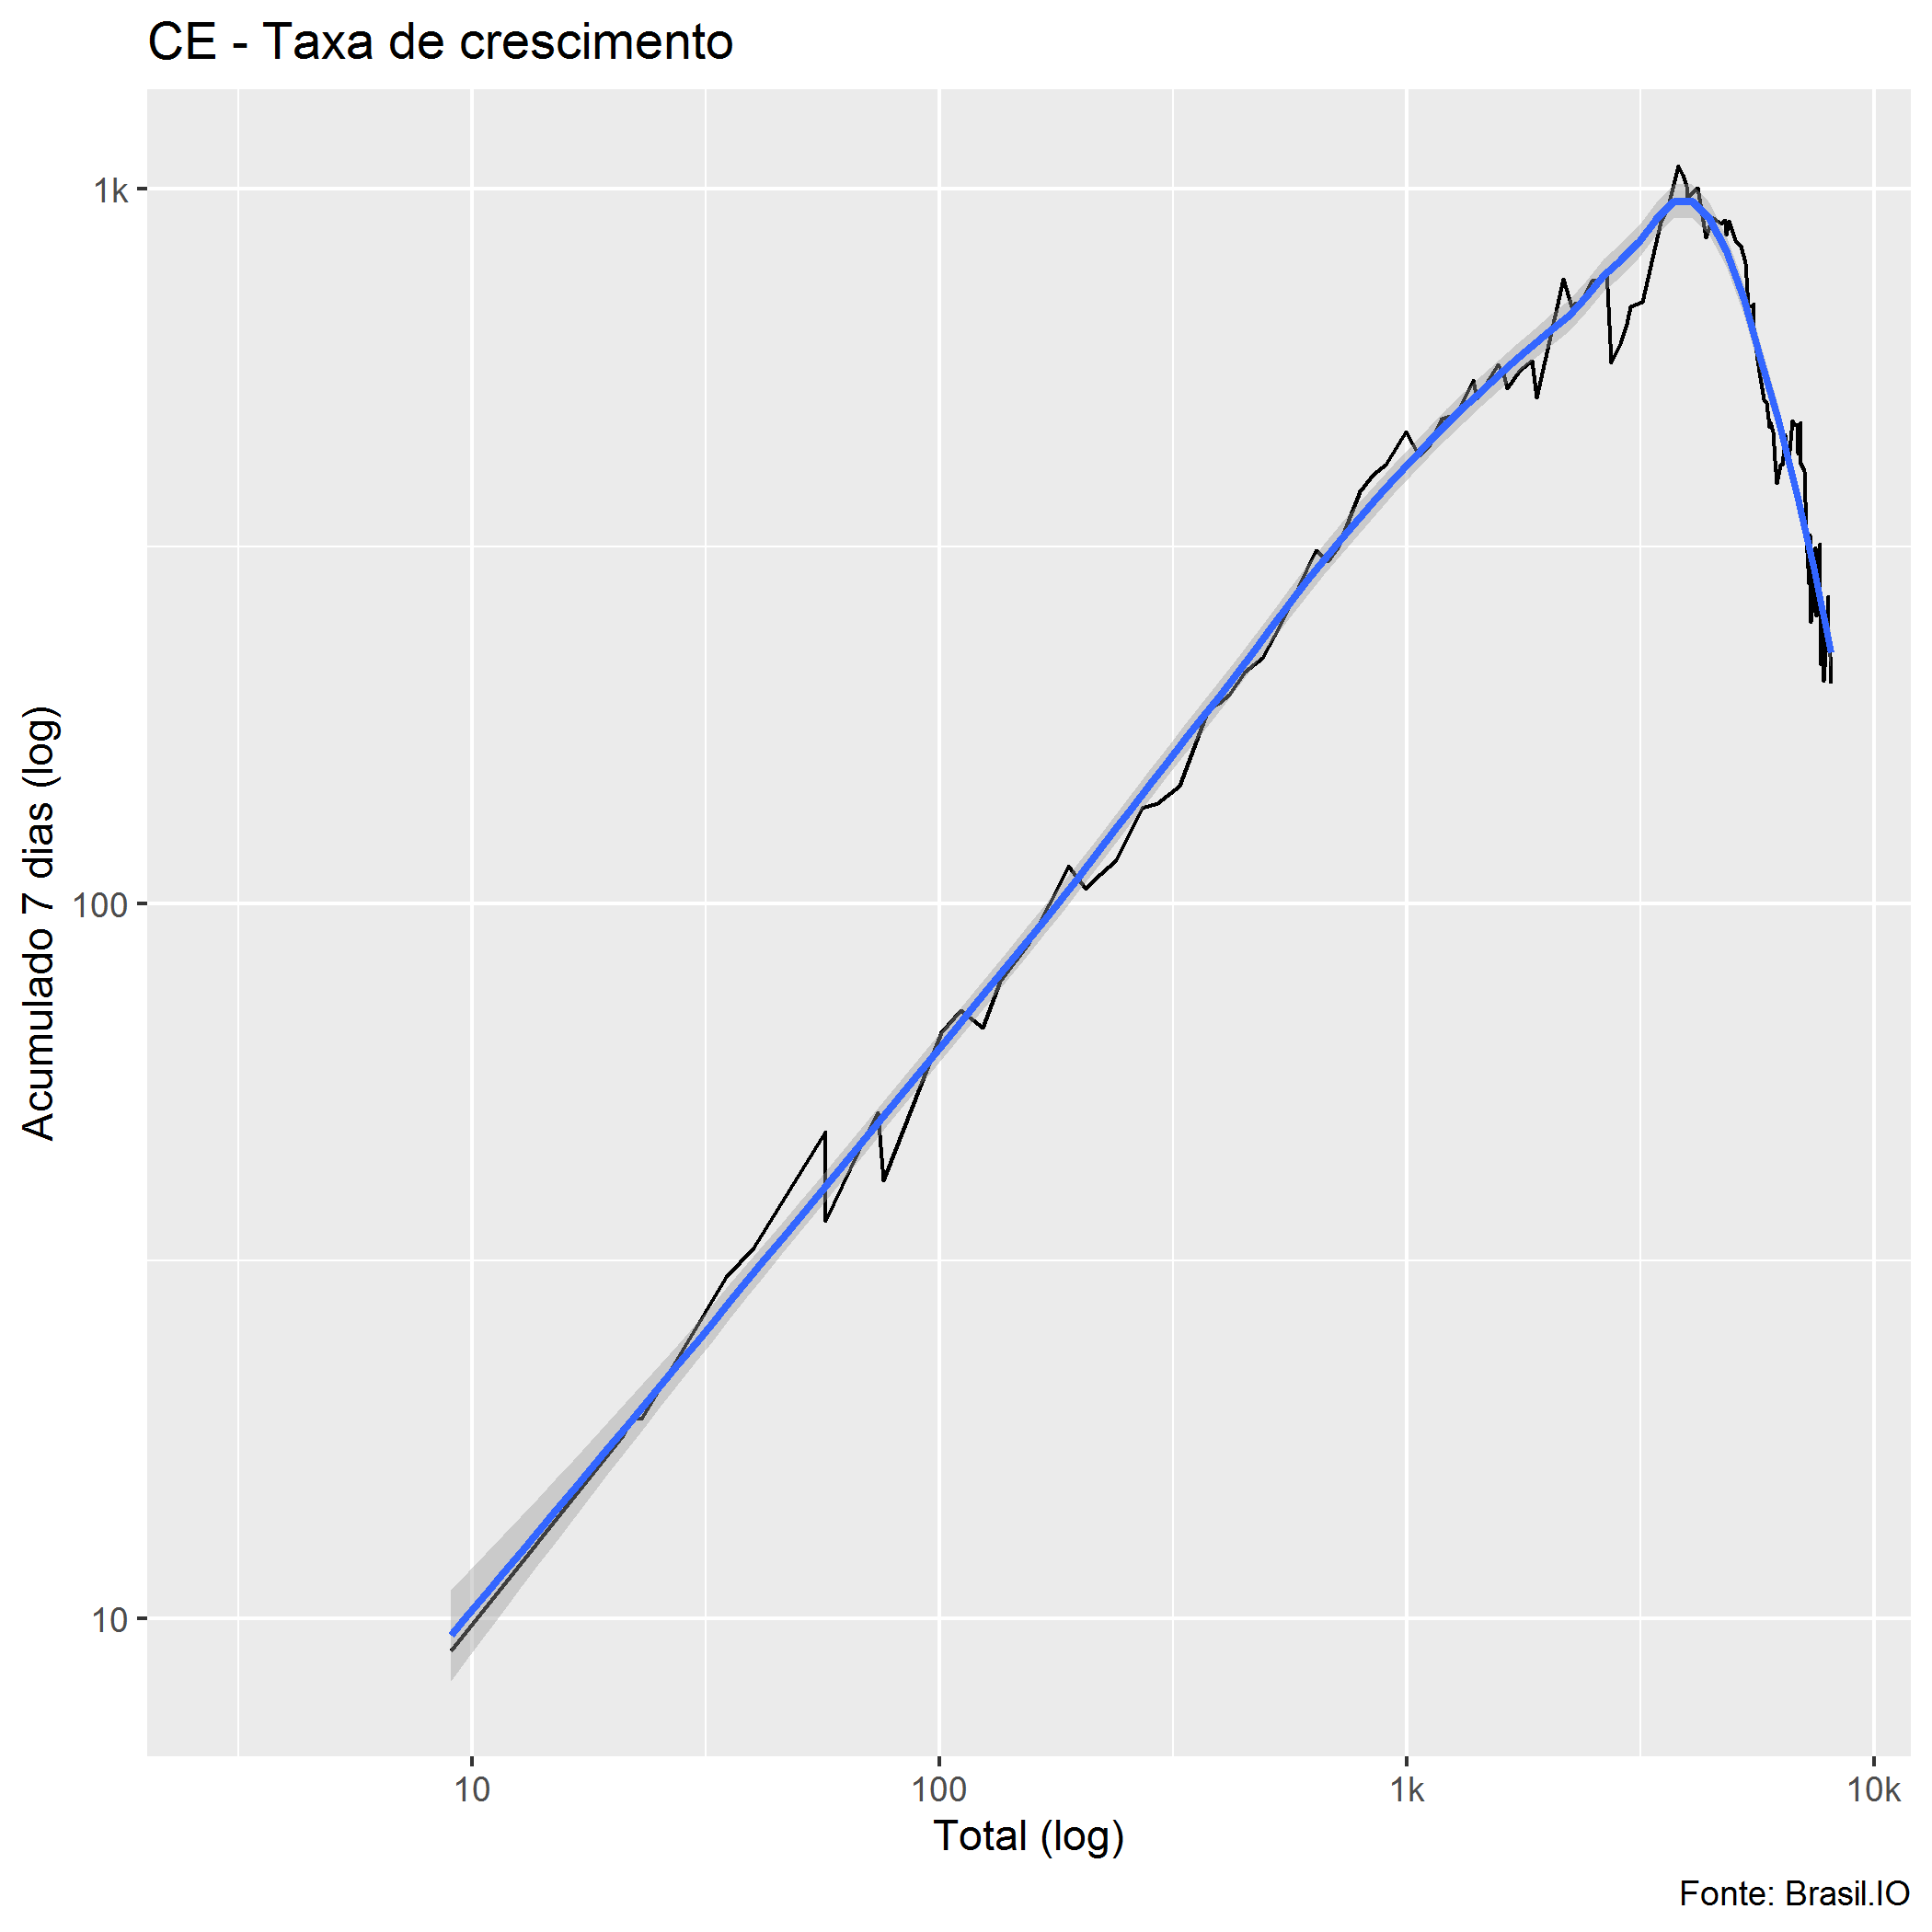 CE - Taxa de crescimento
Acumulado 7 dias (log)
1k
100
10
10
100
1k
10k
Total (log)
Fonte: Brasil.IO